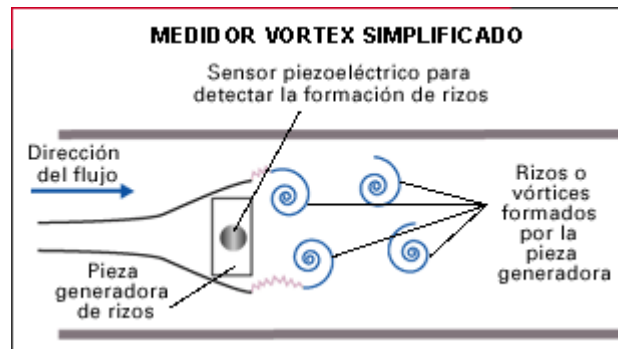 MEDIDOR VORTEX SIMPLIFICADO
Sensor piezoeléctrico para
detectar la formación de rizos
Dirección
del flujo
Rizos o
vórtices
formados
por la
pieza
generadora
Pieza
generadora
de rizos